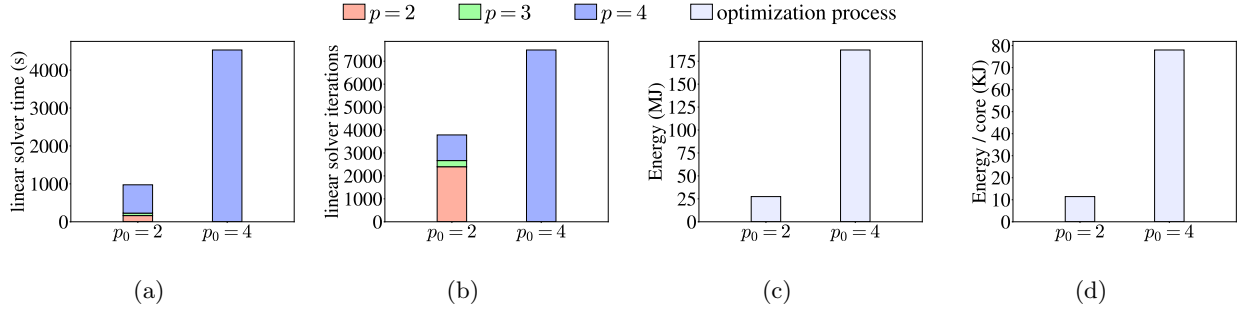 p = 2 p = 3 p = 4 optimization process
linear solver time (s)
4000
3000
2000
1000
0
p₀ = 2 p₀ = 4
(a)
linear solver iterations
7000
6000
5000
4000
3000
2000
1000
0
p₀ = 2 p₀ = 4
(b)
Energy (MJ)
175
150
125
100
75
50
25
0
p₀ = 2 p₀ = 4
(c)
Energy / core (KJ)
80
70
60
50
40
30
20
10
0
p₀ = 2 p₀ = 4
(d)